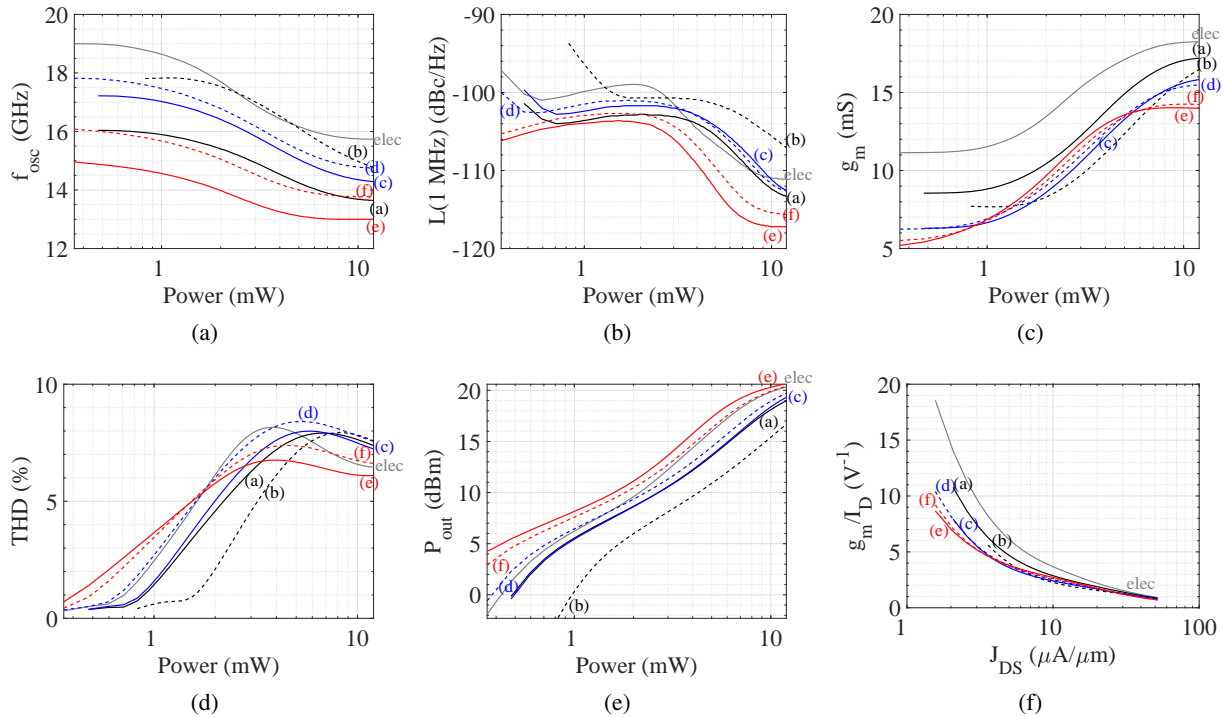 20
18
16
14
12
f_osc (GHz)
elec
(b)
(d)
(c)
(f)
(a)
(e)
1
10
Power (mW)
(a)
-90
-100
-110
-120
L(1 MHz) (dBc/Hz)
(d)
(b)
(c)
elec
(a)
(f)
(e)
1
10
Power (mW)
(b)
20
15
10
5
g_m (mS)
elec
(a)
(b)
(d)
(f)
(e)
(c)
1
10
Power (mW)
(c)
10
5
0
THD (%)
(d)
(c)
(f)
elec
(a)
(b)
(e)
1
10
Power (mW)
(d)
20
15
10
5
0
P_out (dBm)
(e) elec
(c)
(a)
(f)
(d)
(b)
1
10
Power (mW)
(e)
20
15
10
5
0
g_m/I_D (V^-1)
(d) (a)
(f)
(e) (c)
(b)
elec
1
10
100
J_DS (μA/μm)
(f)